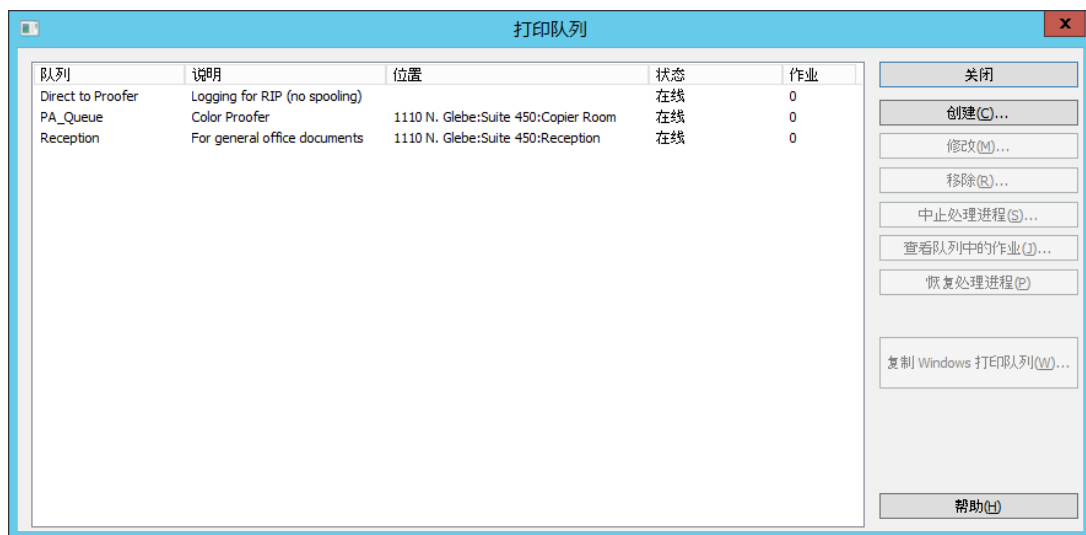 打印队列
x
队列 说明 位置 状态 作业
Direct to Proofer Logging for RIP (no spooling) 在线 0
PA_Queue Color Proofer 1110 N. Glebe:Suite 450:Copier Room 在线 0
Reception For general office documents 1110 N. Glebe:Suite 450:Reception 在线 0
关闭
创建(C)...
修改(M)...
移除(R)...
中止处理进程(S)...
查看队列中的作业(J)...
恢复处理进程(P)
复制 Windows 打印队列(W)...
帮助(H)